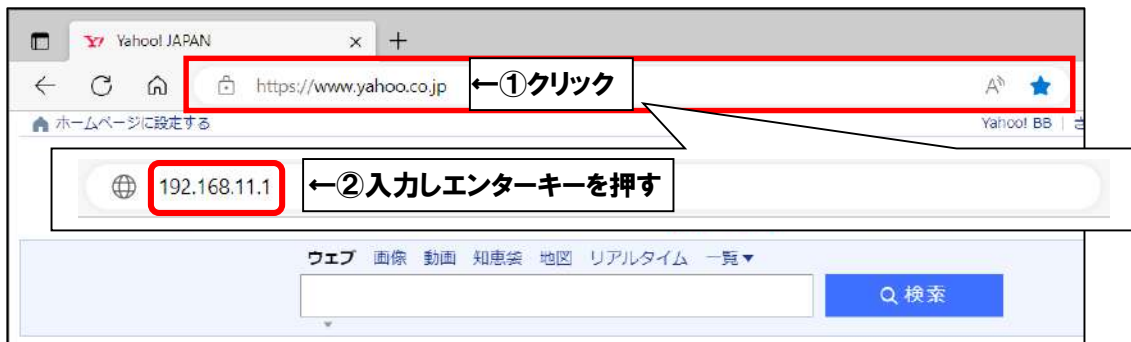 Yahoo! JAPAN
https://www.yahoo.co.jp
←①クリック
ホームページに設定する
Yahoo! BB
192.168.11.1
←②入力しエンターキーを押す
ウェブ 画像 動画 知恵袋 地図 リアルタイム 一覧▼
検索